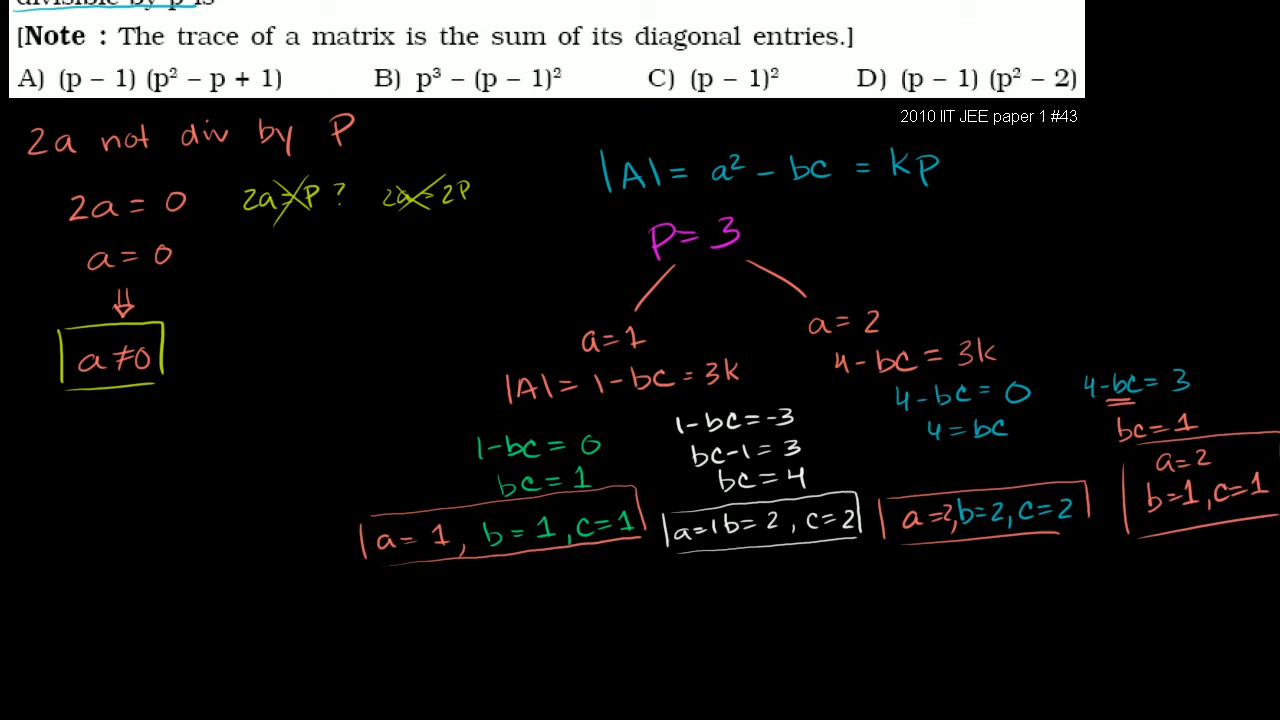 divisible by p is
[Note : The trace of a matrix is the sum of its diagonal entries.]
A) (p − 1) (p² − p + 1) B) p³ − (p − 1)² C) (p − 1)² D) (p − 1) (p² − 2)
2010 IIT JEE paper 1 #43
2a not div by P
2a = 0 2a = P ? 2a = 2P
a = 0
⇓
a ≠ 0
|A| = a² − bc = Kp
P = 3
a = 1
|A| = 1 − bc = 3K
1 − bc = 0
bc = 1
a = 1, b = 1, c = 1
1 − bc = −3
bc − 1 = 3
bc = 4
a = 1 b = 2, c = 2
a = 2
4 − bc = 3K
4 − bc = 0
4 = bc
a = 2, b = 2, c = 2
4 − bc = 3
bc = 1
a = 2
b = 1, c = 1